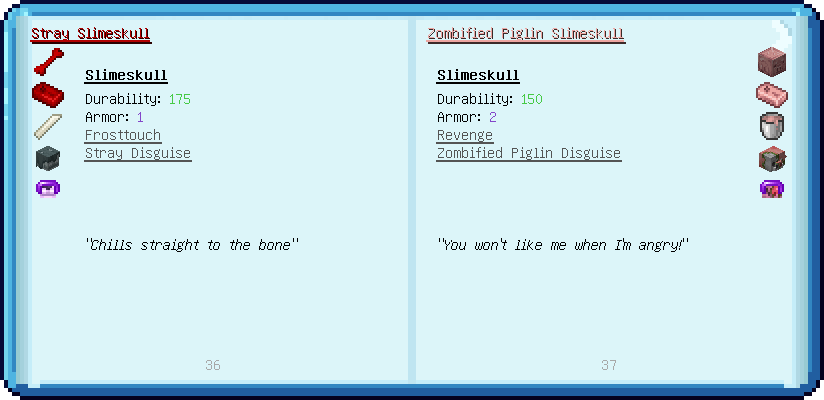 Stray Slimeskull
Slimeskull
Durability: 175
Armor: 1
Frosttouch
Stray Disguise
"Chills straight to the bone"
36
Zombified Piglin Slimeskull
Slimeskull
Durability: 150
Armor: 2
Revenge
Zombified Piglin Disguise
"You won't like me when I'm angry!"
37